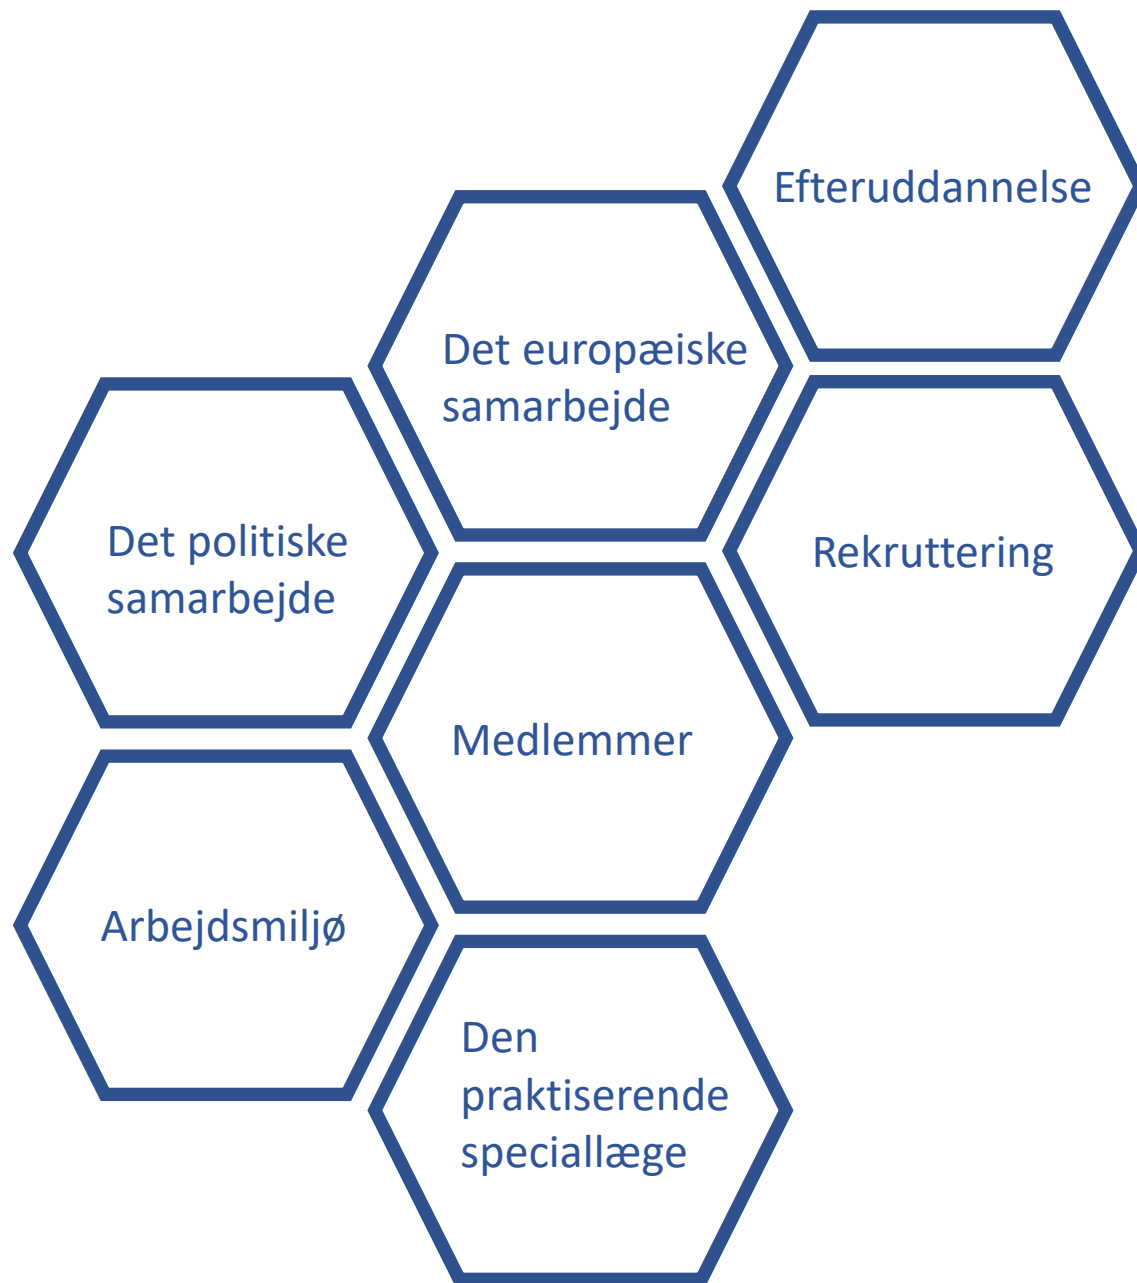 Efteruddannelse
Det europæiske
samarbejde
Det politiske
samarbejde
Rekruttering
Medlemmer
Arbejdsmiljø
Den
praktiserende
speciallæge